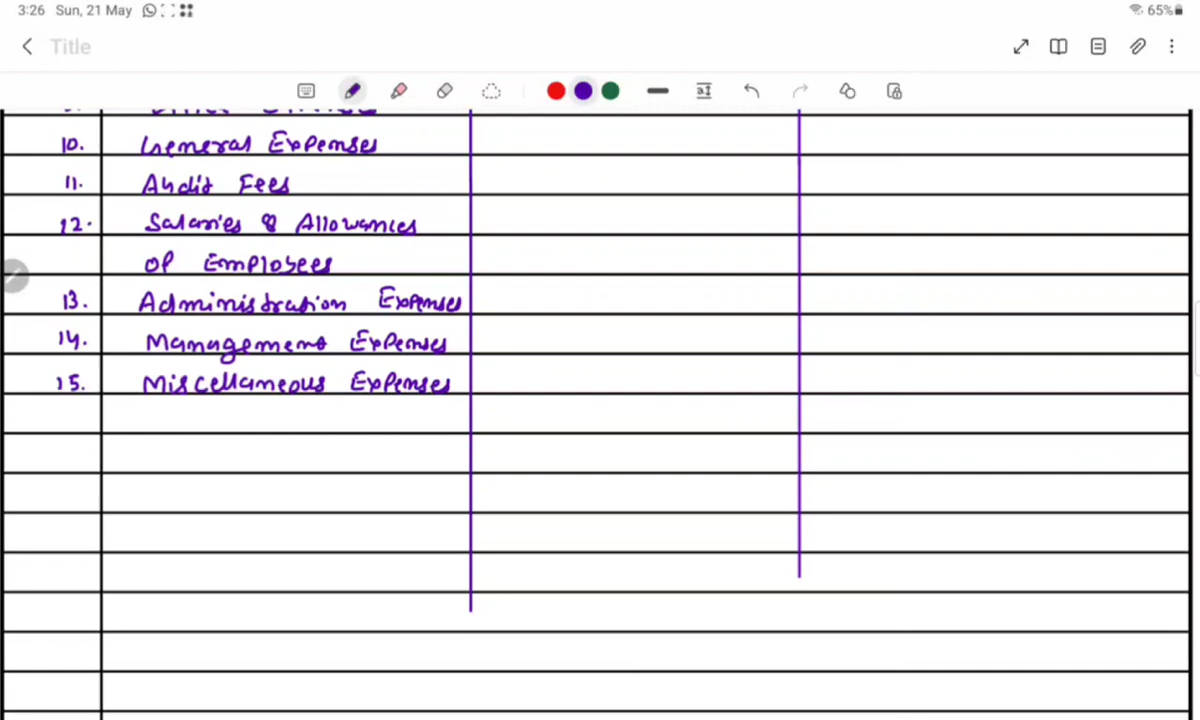 3:26 Sun, 21 May
65%
Title
10. General Expenses
11. Audit Fees
12. Salaries & Allowances
of Employees
13. Administration Expenses
14. Management Expenses
15. Miscellaneous Expenses